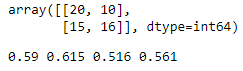 array([[20, 10],
       [15, 16]], dtype=int64)
0.59 0.615 0.516 0.561